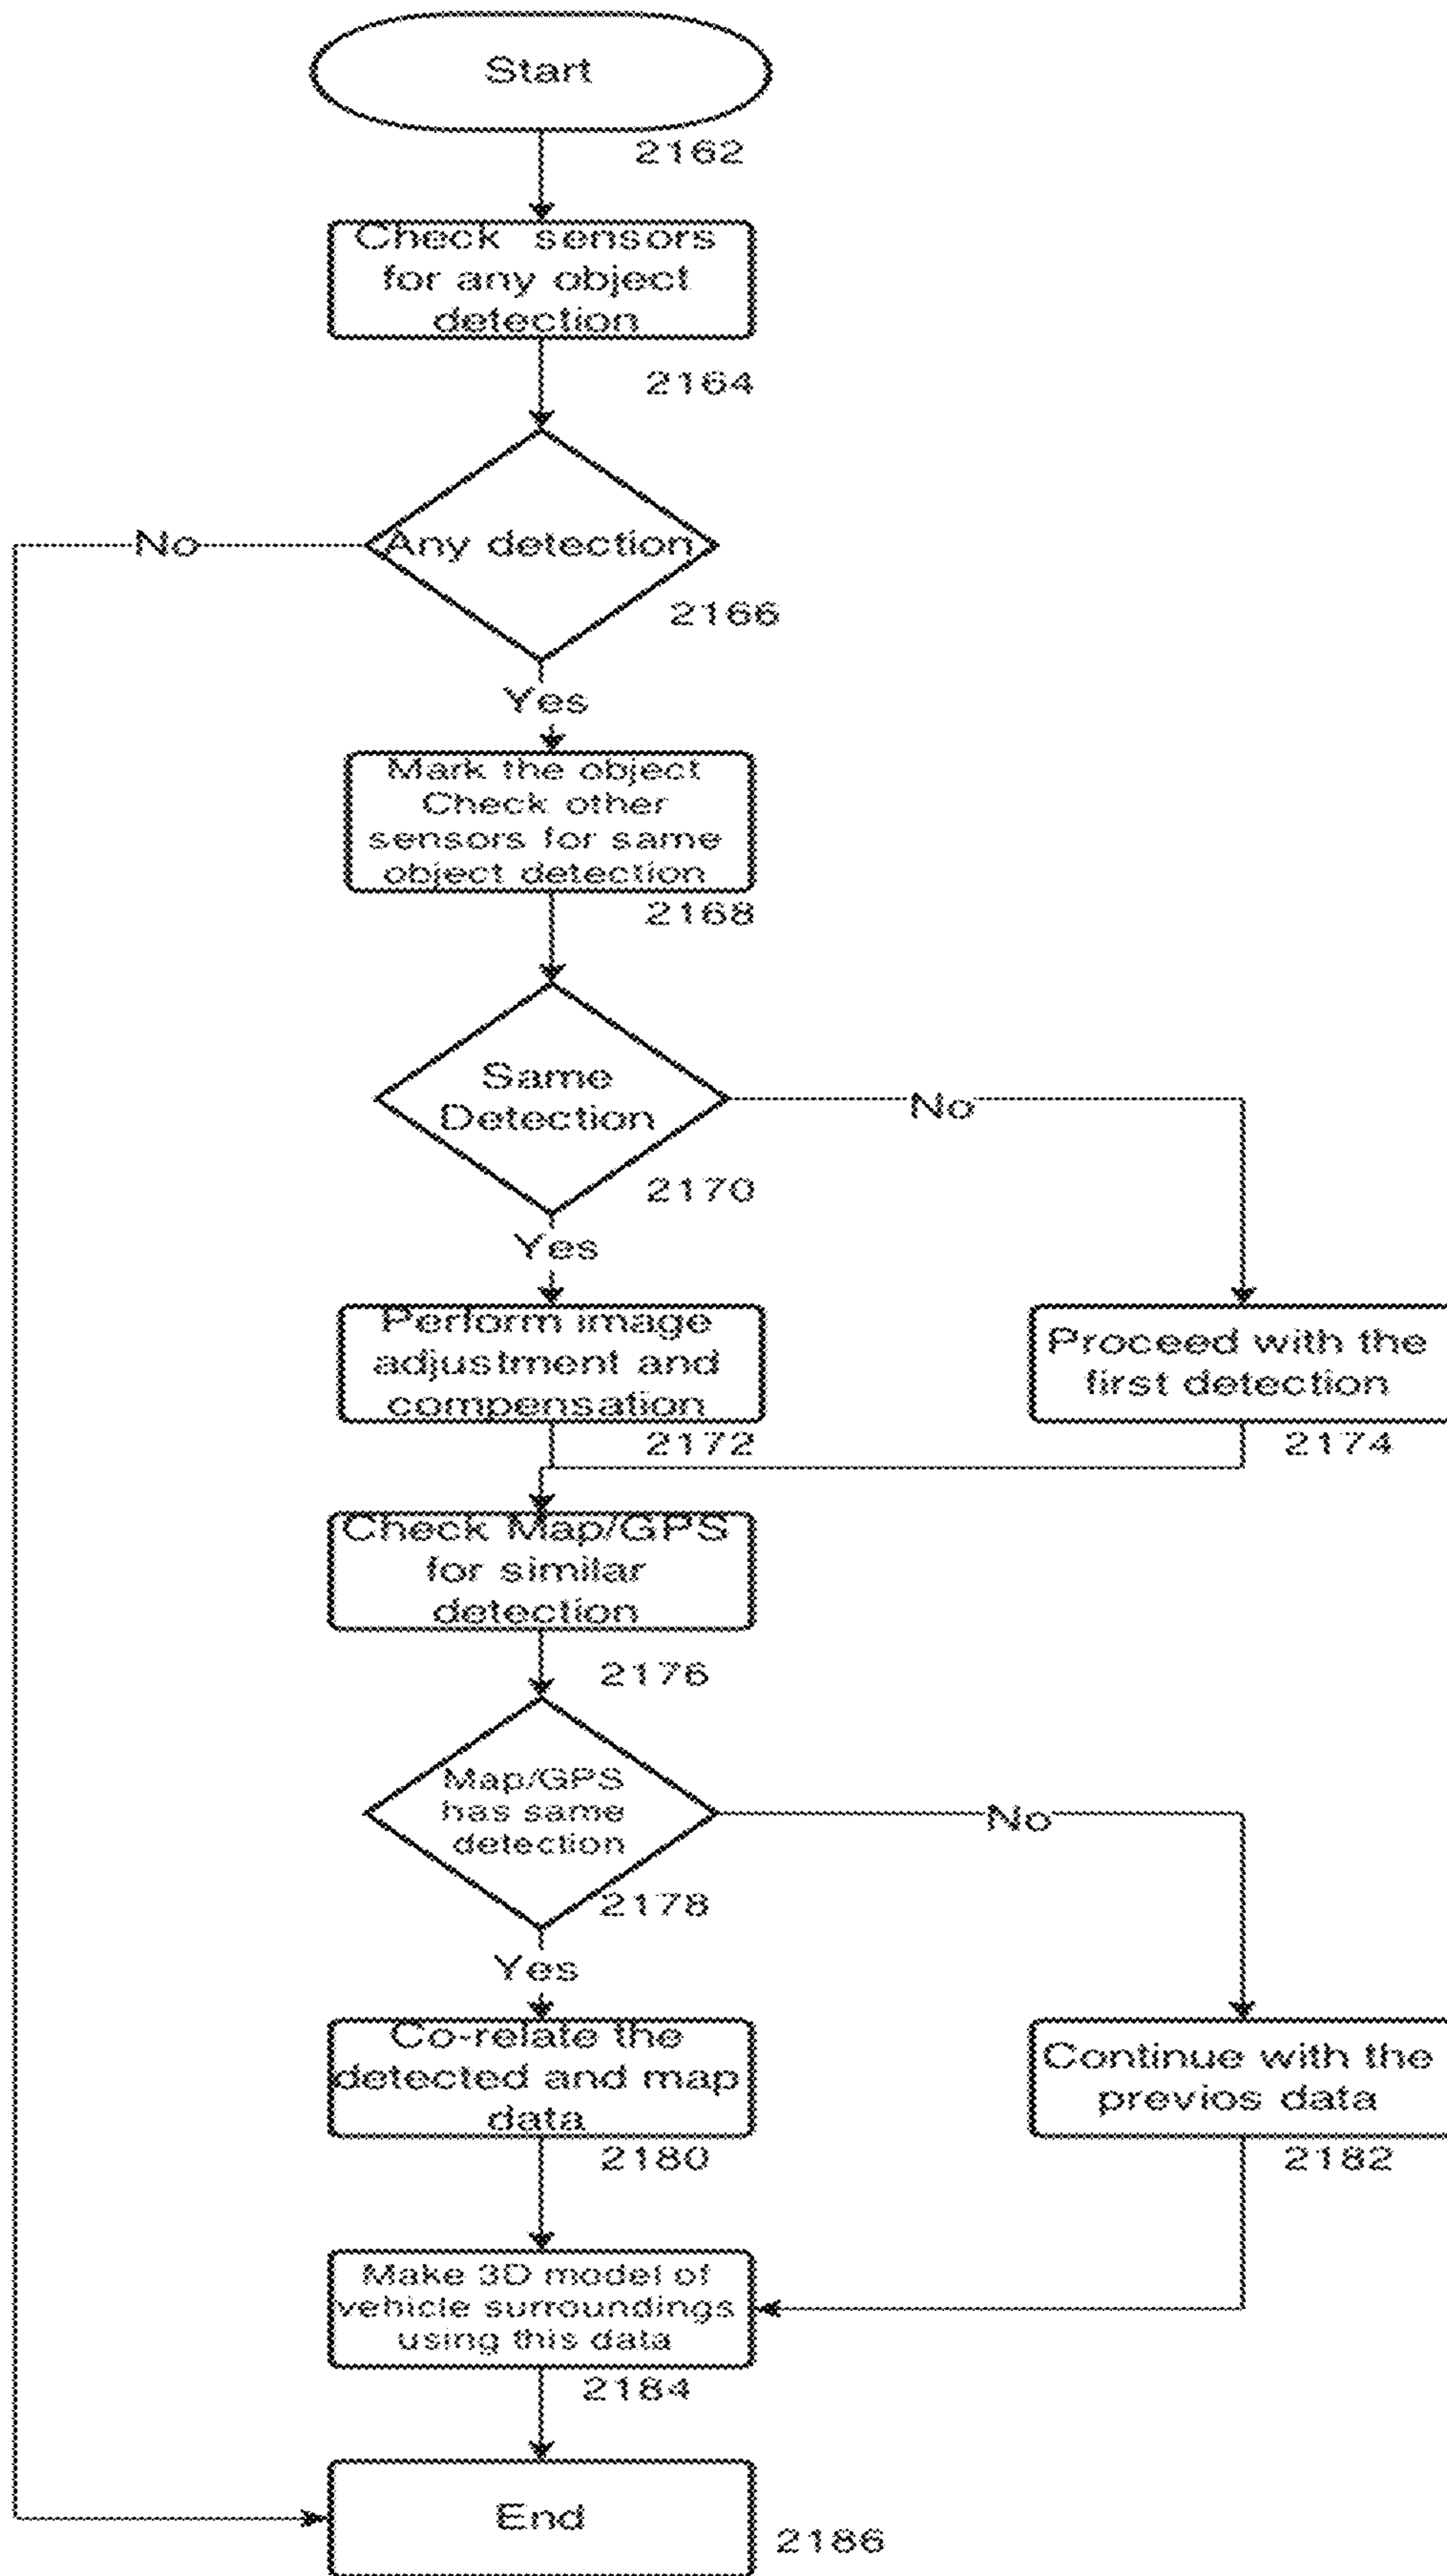 Start
2162
Check sensors
for any object
detection
2164
Any detection
No
2166
Yes
Mark the object
Check other
sensors for same
object detection
2168
Same
Detection
No
2170
Yes
Perform image
adjustment and
compensation
2172
Proceed with the
first detection
2174
Check Map/GPS
for similar
detection
2176
Map/GPS
has same
detection
No
2178
Yes
Co-relate the
detected and map
data
2180
Continue with the
previos data
2182
Make 3D model of
vehicle surroundings
using this data
2184
End
2186